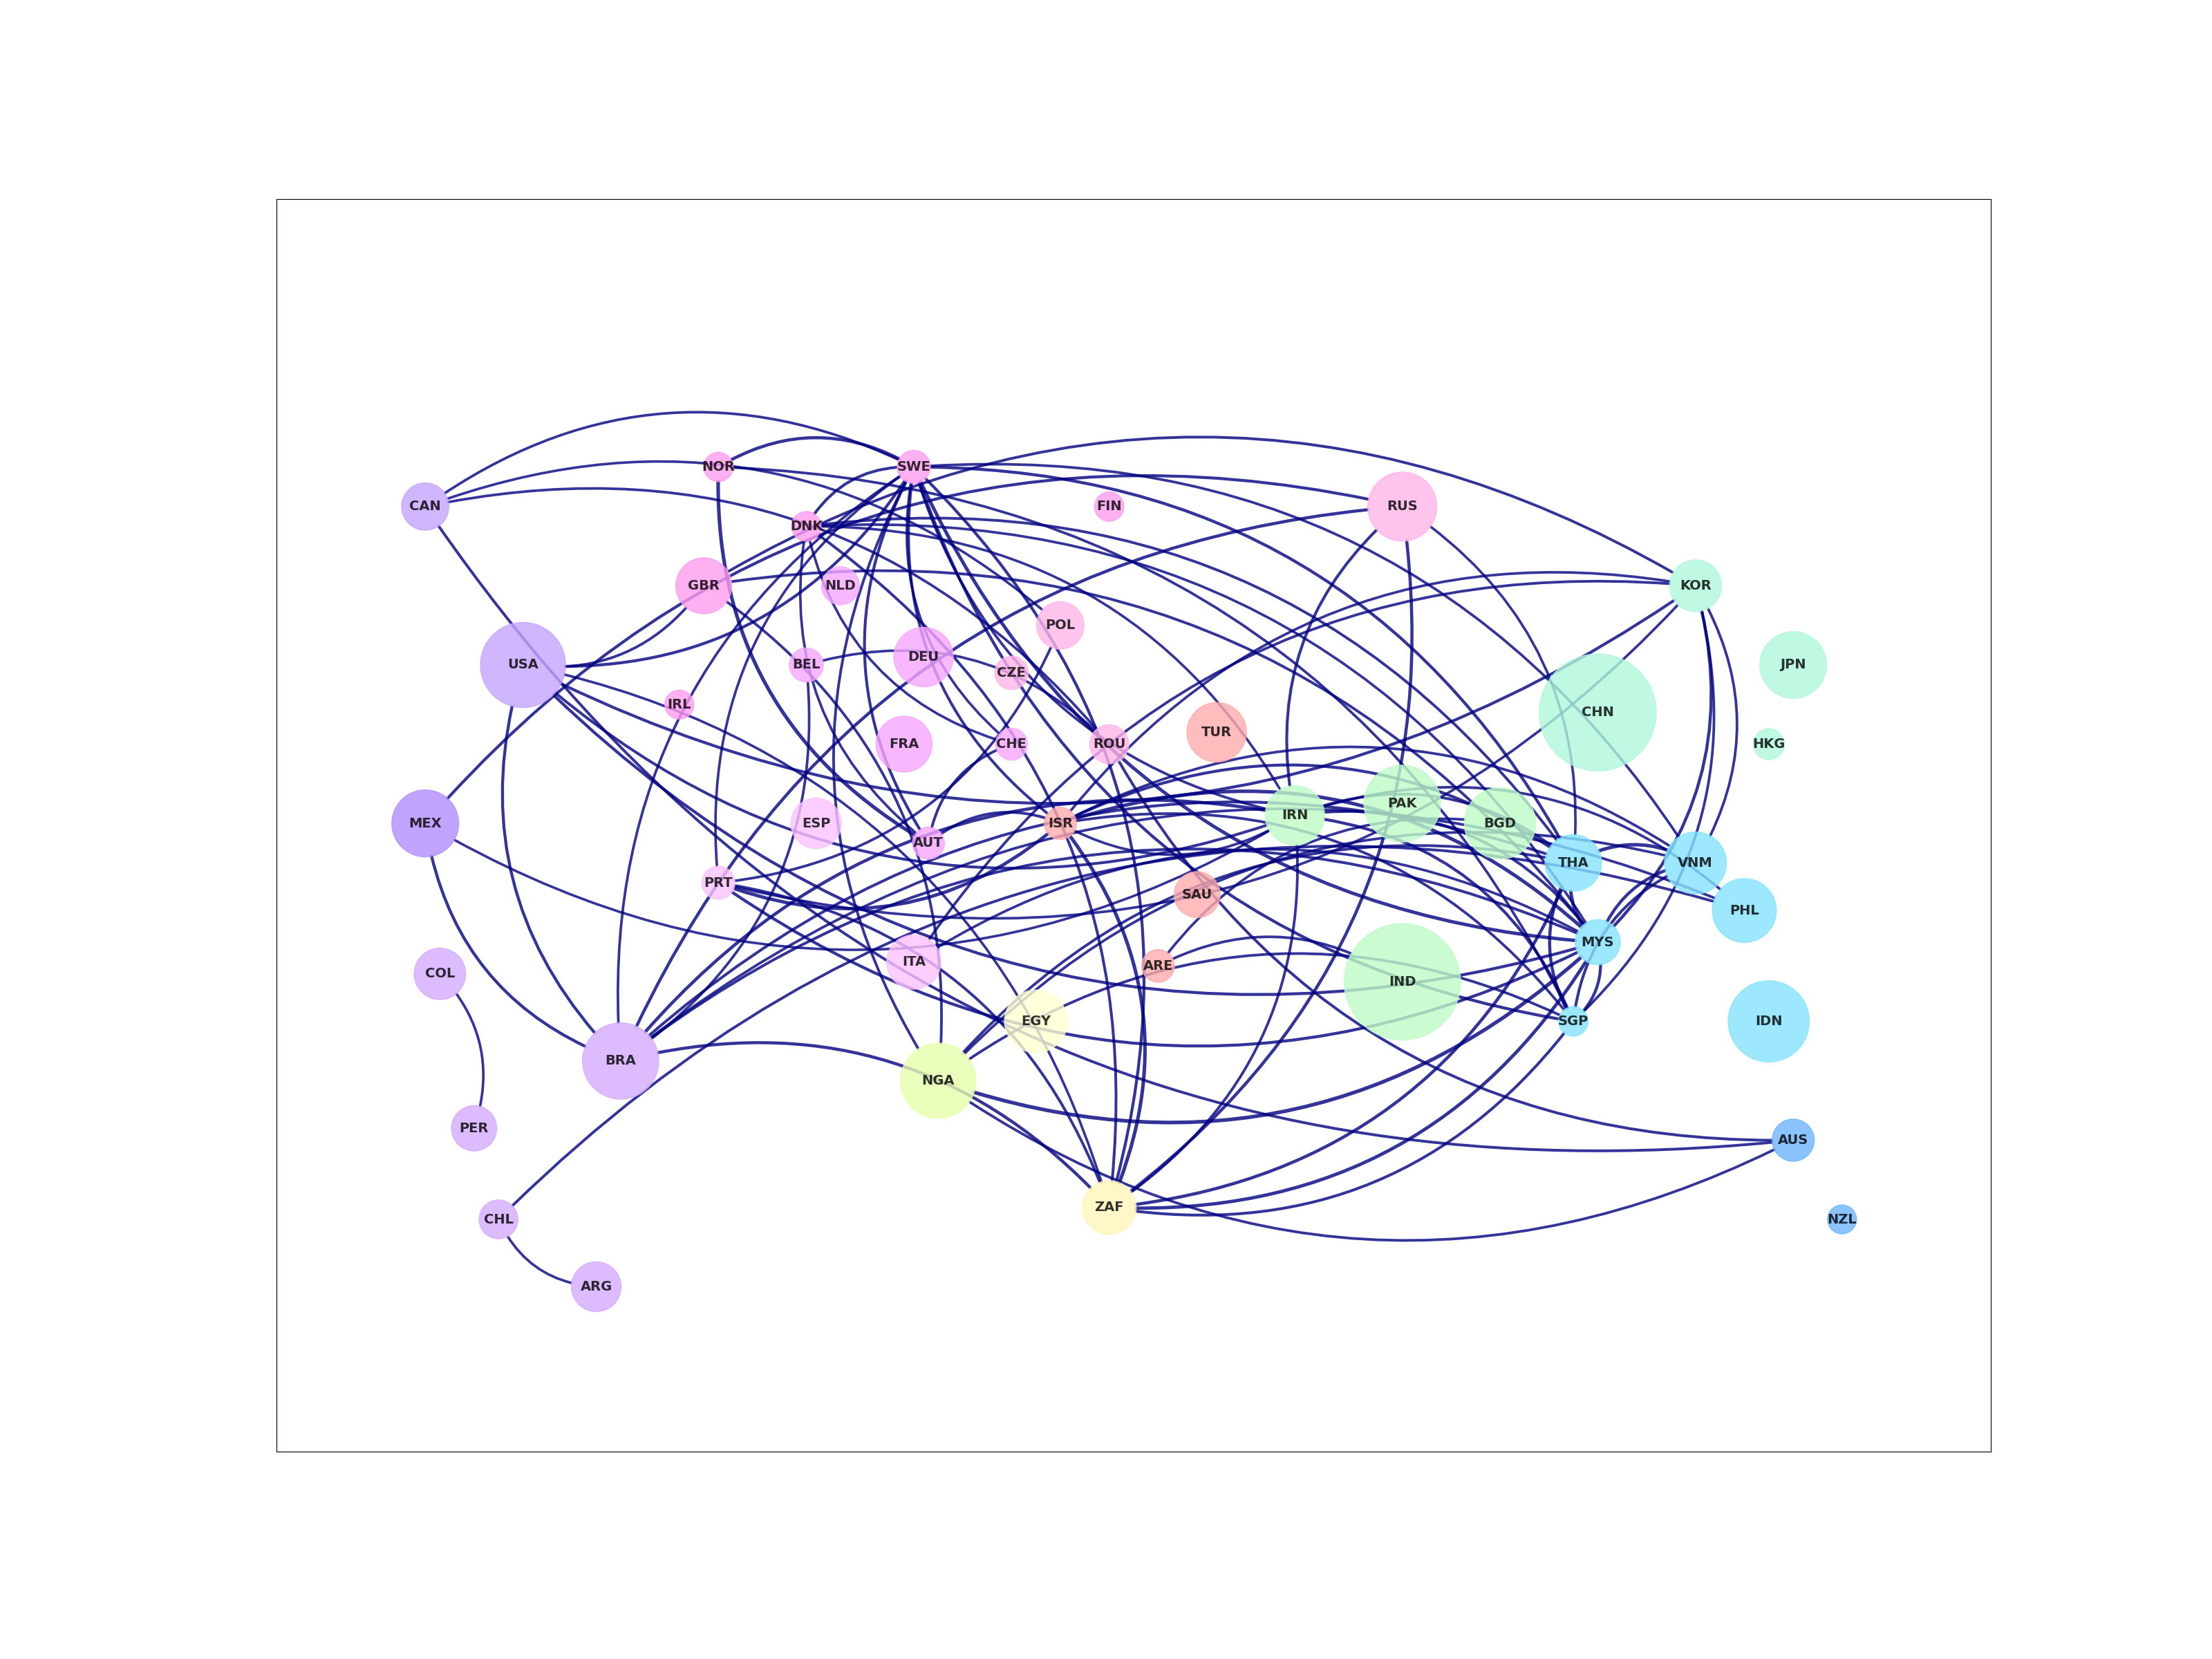 NOR
SWE
CAN
FIN
RUS
DNK
GBR
NLD
KOR
POL
USA
BEL
DEU
CZE
JPN
IRL
CHN
FRA
CHE
ROU
TUR
HKG
MEX
ESP
AUT
ISR
IRN
PAK
BGD
THA
VNM
PRT
SAU
PHL
COL
ITA
ARE
MYS
IND
BRA
EGY
SGP
IDN
NGA
PER
AUS
CHL
ZAF
NZL
ARG